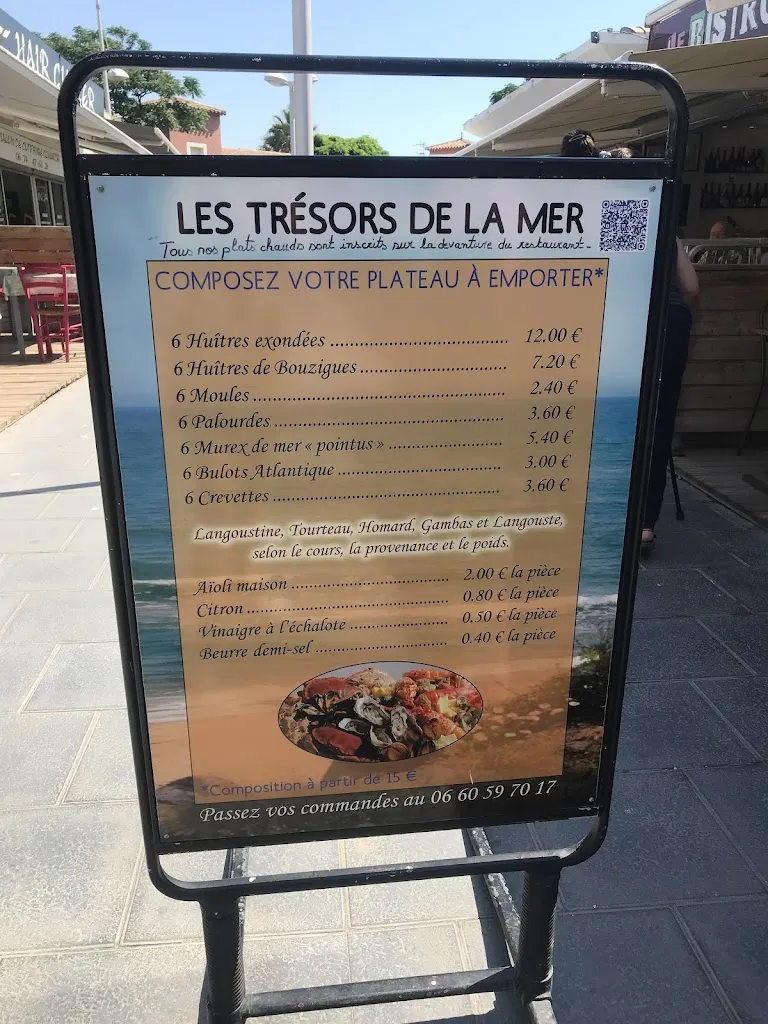 HAIR
BISTRO
LES TRÉSORS DE LA MER
Tous nos plats chauds sont inscrits sur la devanture du restaurant-
COMPOSEZ VOTRE PLATEAU À EMPORTER*
6 Huîtres exondées ........ 12.00 €
6 Huîtres de Bouzigues ........ 7.20 €
6 Moules ........ 2.40 €
6 Palourdes ........ 3.60 €
6 Murex de mer « pointus » ........ 5.40 €
6 Bulots Atlantique ........ 3.00 €
6 Crevettes ........ 3.60 €
Langoustine, Tourteau, Homard, Gambas et Langouste,
selon le cours, la provenance et le poids.
Aïoli maison ........ 2.00 € la pièce
Citron ........ 0.80 € la pièce
Vinaigre à l'échalote ........ 0.50 € la pièce
Beurre demi-sel ........ 0.40 € la pièce
*Composition à partir de 15 €
Passez vos commandes au 06 60 59 70 17